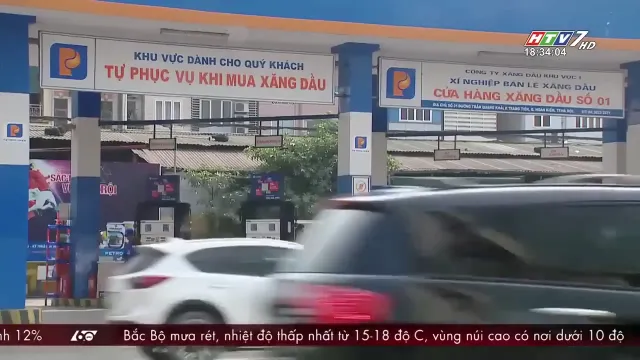 HTV7 HD
18:34:04
KHU VỰC DÀNH CHO QUÝ KHÁCH
TỰ PHỤC VỤ KHI MUA XĂNG DẦU
CÔNG TY XĂNG DẦU KHU VỰC I
XÍ NGHIỆP BÁN LẺ XĂNG DẦU
CỬA HÀNG XĂNG DẦU SỐ 01
PETRO
nh 12%
60
Bắc Bộ mưa rét, nhiệt độ thấp nhất từ 15-18 độ C, vùng núi cao có nơi dưới 10 độ